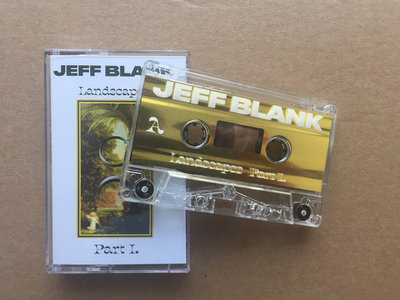 JEFF BLANK
Landscapes
Part I.
JEFF BLANK
A
Landscapes Part I.